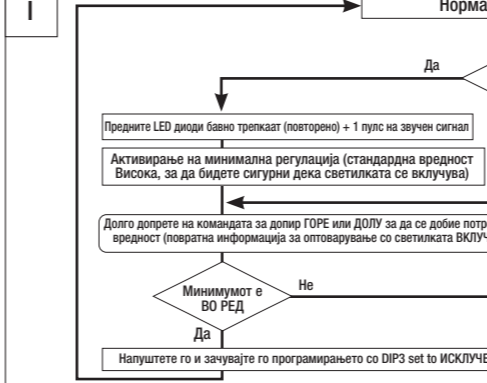 I
Норма
Да
Предните LED диоди бавно трепкаат (повторено) + 1 пулс на звучен сигнал
Активирање на минимална регулација (стандардна вредност
Висока, за да бидете сигурни дека светилката се вклучува)
Долго допрете на командата за допир ГОРЕ или ДОЛУ за да се добие потр
вредност (повратна информација за оптоварување со светилката ВКЛУЧ
Минимумот е
ВО РЕД
Не
Да
Напуштете го и зачувајте го програмирањето со DIP3 set to ИСКЛУЧЕ